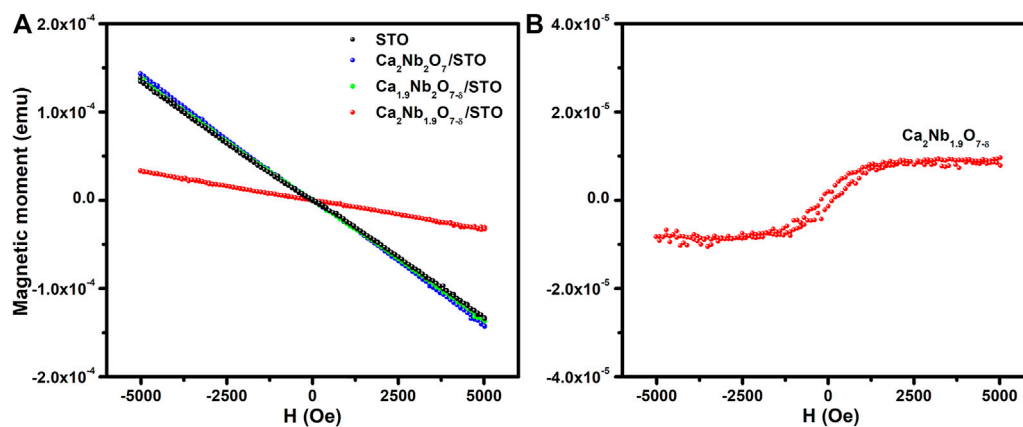 A
2.0x10⁻⁴
1.0x10⁻⁴
0.0
-1.0x10⁻⁴
-2.0x10⁻⁴
Magnetic moment (emu)
STO
Ca₂Nb₂O₇/STO
Ca₁.₉Nb₂O₇₋δ/STO
Ca₂Nb₁.₉O₇₋δ/STO
-5000 -2500 0 2500 5000
H (Oe)
B
4.0x10⁻⁵
2.0x10⁻⁵
0.0
-2.0x10⁻⁵
-4.0x10⁻⁵
Ca₂Nb₁.₉O₇₋δ
-5000 -2500 0 2500 5000
H (Oe)